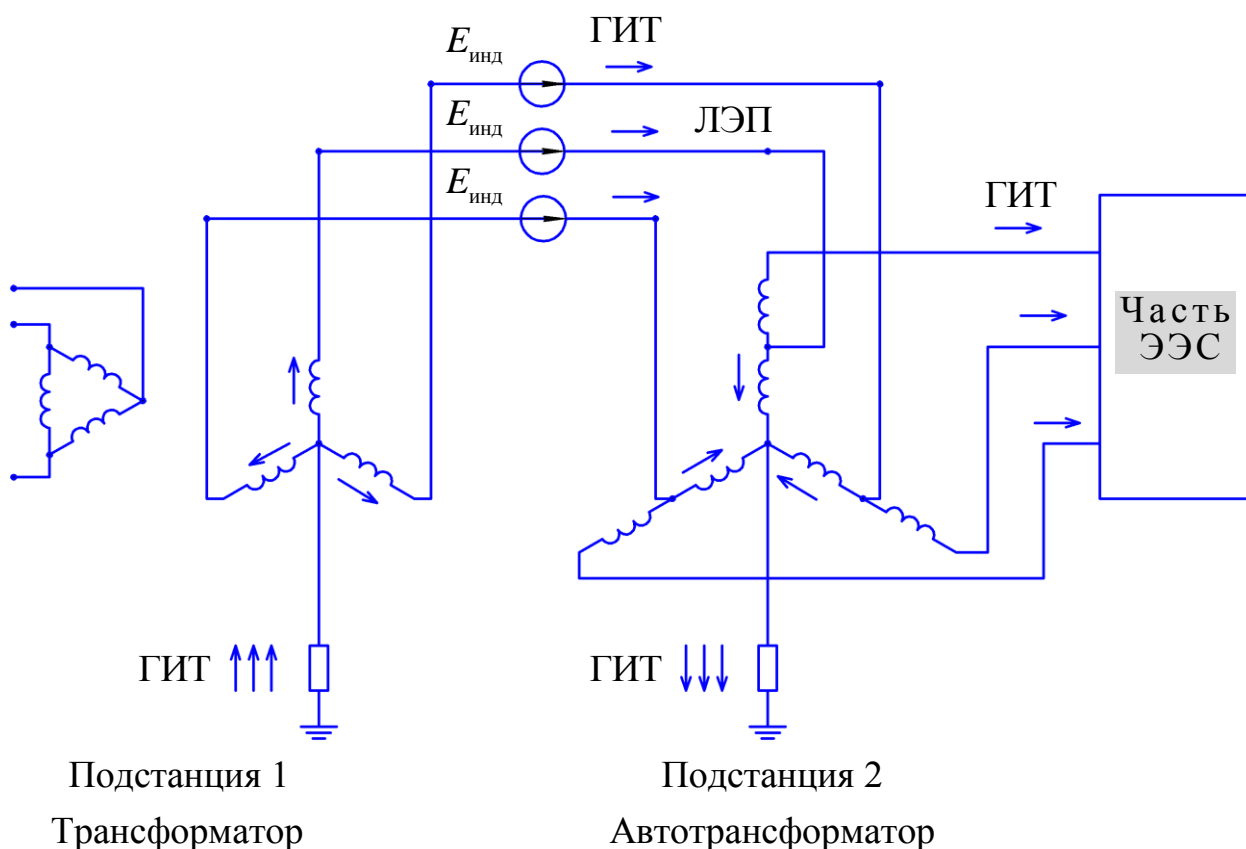 Eинд
ГИТ
Eинд
ЛЭП
Eинд
ГИТ
Часть
ЭЭС
ГИТ
ГИТ
Подстанция 1
Трансформатор
Подстанция 2
Автотрансформатор